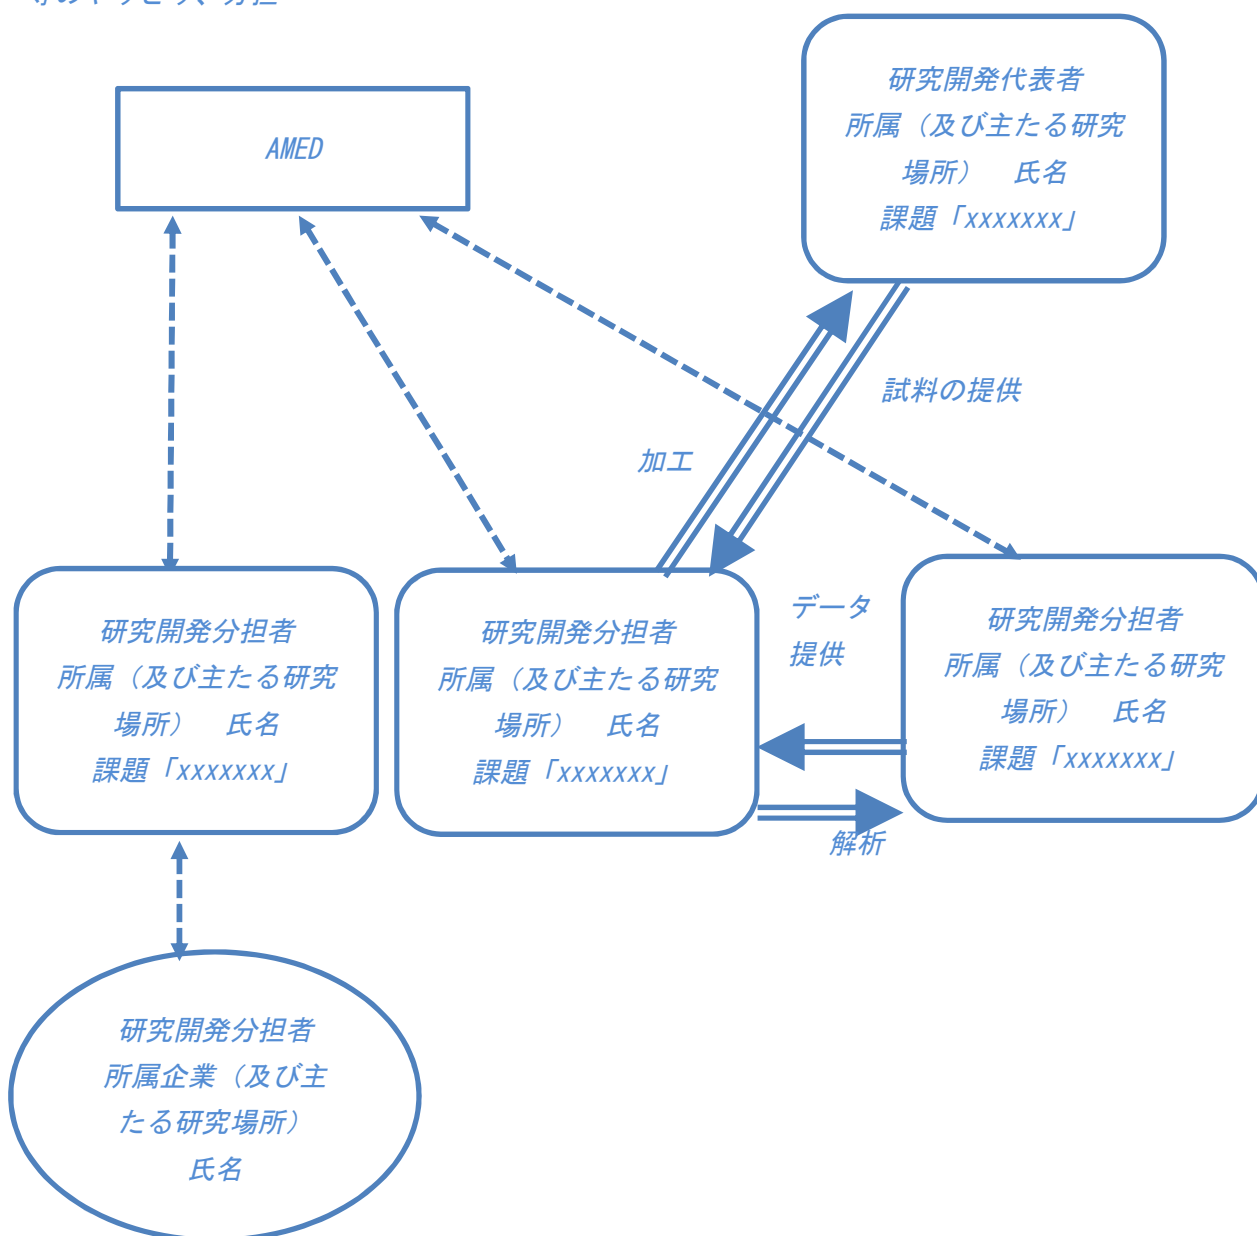 AMED
研究開発代表者
所属（及び主たる研究
場所）　氏名
課題「xxxxxxx」
試料の提供
加工
研究開発分担者
所属（及び主たる研究
場所）　氏名
課題「xxxxxxx」
研究開発分担者
所属（及び主たる研究
場所）　氏名
課題「xxxxxxx」
データ
提供
研究開発分担者
所属（及び主たる研究
場所）　氏名
課題「xxxxxxx」
解析
研究開発分担者
所属企業（及び主
たる研究場所）
氏名